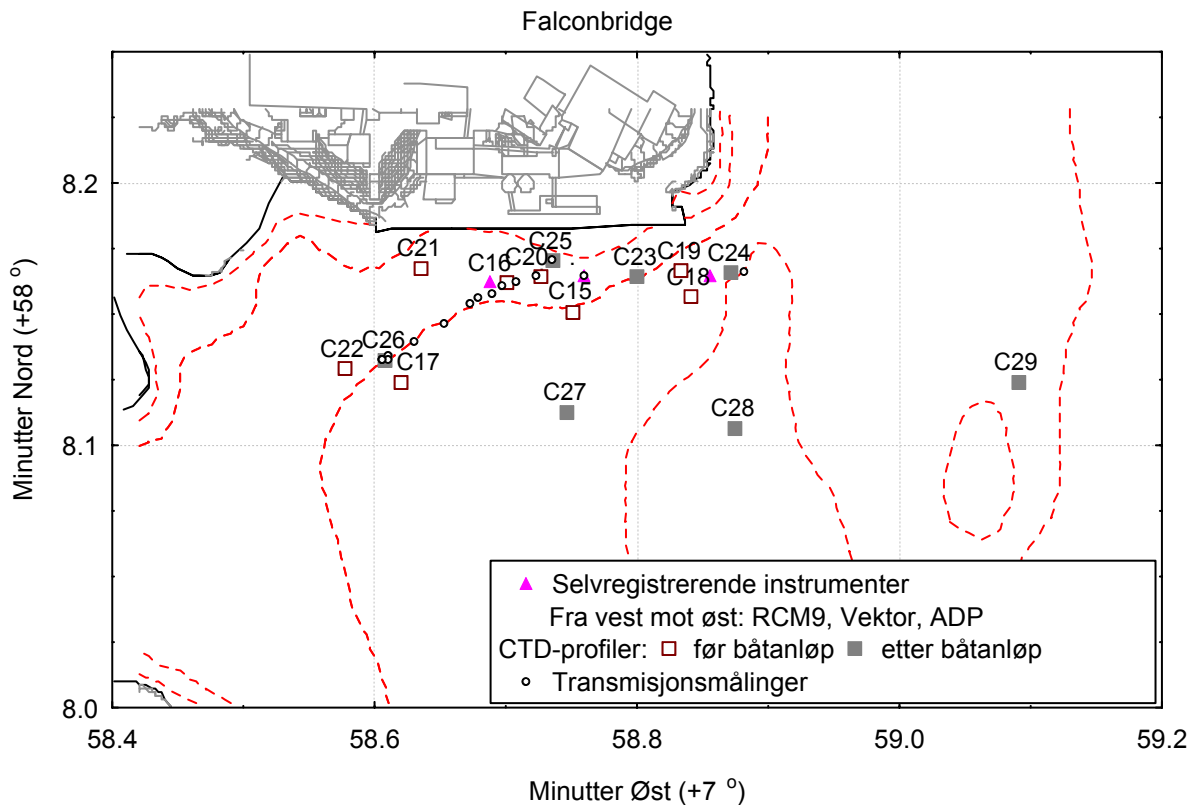 Falconbridge
Minutter Nord (+58 °)
8.2
8.1
8.0
C21
C16
C20
C25
C15
C23
C19
C18
C24
C22
C26
C17
C27
C28
C29
Selvregistrerende instrumenter
Fra vest mot øst: RCM9, Vektor, ADP
CTD-profiler: før båtanløp etter båtanløp
Transmisjonsmålinger
58.4 58.6 58.8 59.0 59.2
Minutter Øst (+7 °)